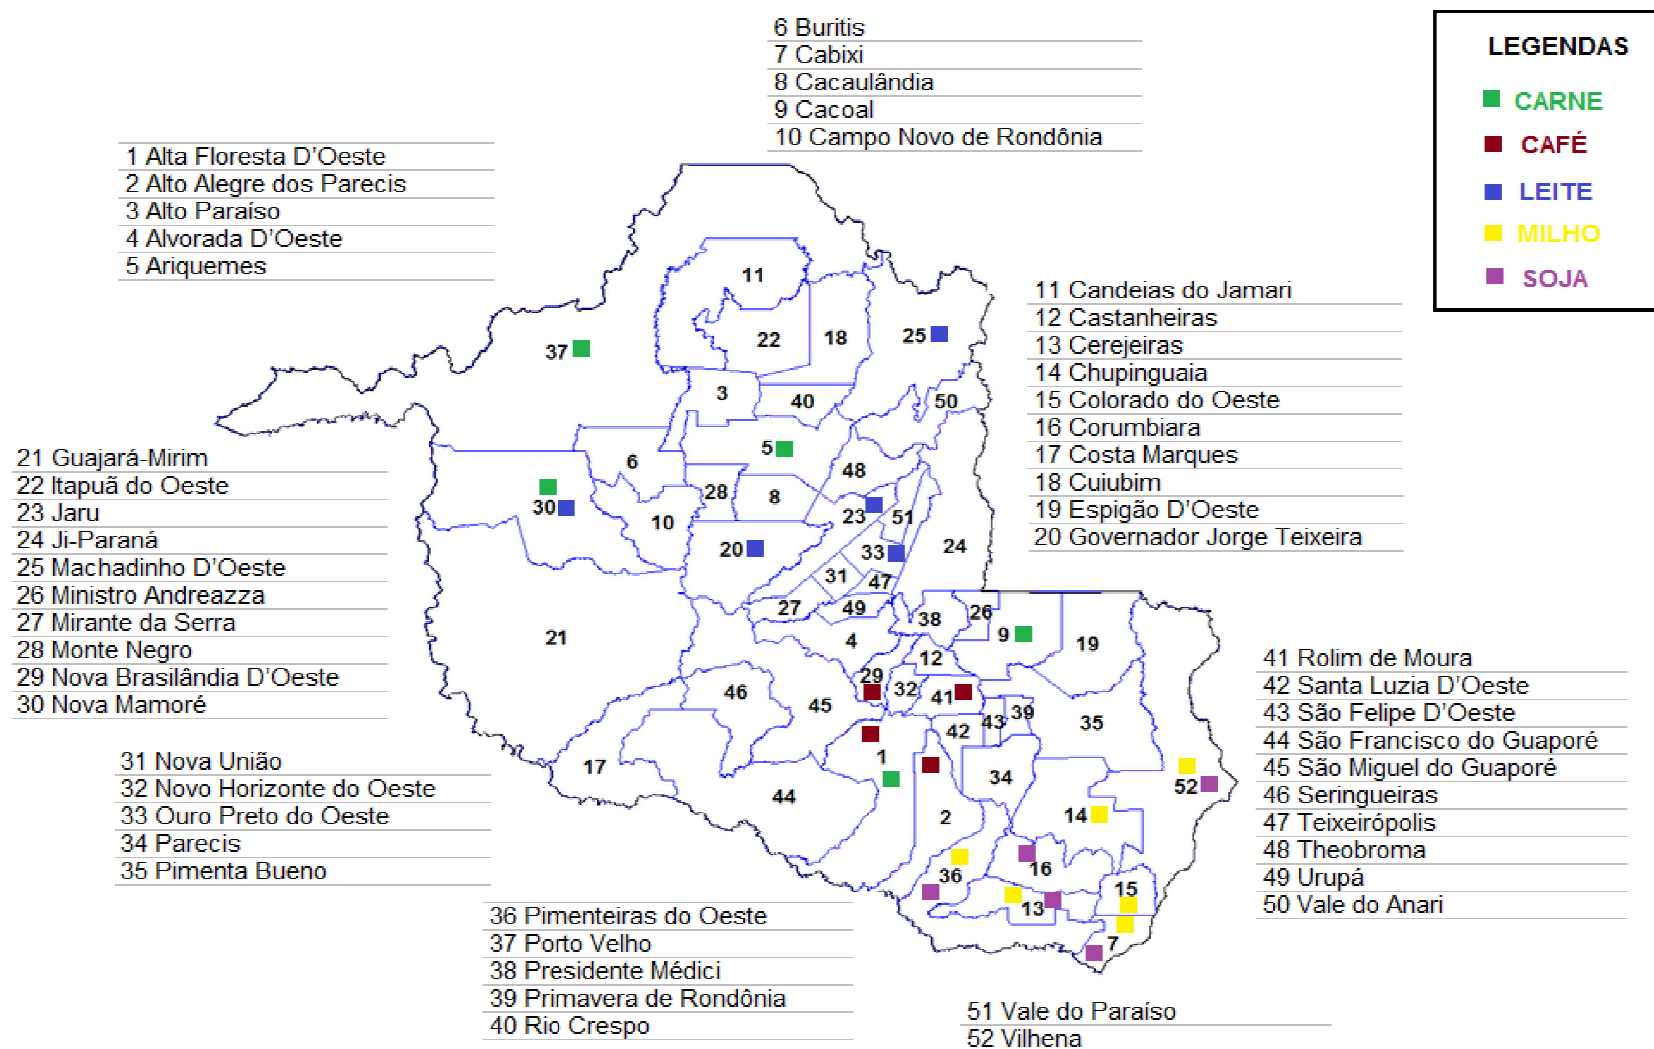 6 Buritis
7 Cabixi
8 Cacaulândia
9 Cacoal
10 Campo Novo de Rondônia
LEGENDAS
CARNE
CAFÉ
LEITE
MILHO
SOJA
1 Alta Floresta D'Oeste
2 Alto Alegre dos Parecis
3 Alto Paraíso
4 Alvorada D'Oeste
5 Ariquemes
11 Candeias do Jamari
12 Castanheiras
13 Cerejeiras
14 Chupinguaia
15 Colorado do Oeste
16 Corumbiara
17 Costa Marques
18 Cuiubim
19 Espigão D'Oeste
20 Governador Jorge Teixeira
21 Guajará-Mirim
22 Itapuã do Oeste
23 Jaru
24 Ji-Paraná
25 Machadinho D'Oeste
26 Ministro Andreazza
27 Mirante da Serra
28 Monte Negro
29 Nova Brasilândia D'Oeste
30 Nova Mamoré
31 Nova União
32 Novo Horizonte do Oeste
33 Ouro Preto do Oeste
34 Parecis
35 Pimenta Bueno
36 Pimenteiras do Oeste
37 Porto Velho
38 Presidente Médici
39 Primavera de Rondônia
40 Rio Crespo
41 Rolim de Moura
42 Santa Luzia D'Oeste
43 São Felipe D'Oeste
44 São Francisco do Guaporé
45 São Miguel do Guaporé
46 Seringueiras
47 Teixeirópolis
48 Theobroma
49 Urupá
50 Vale do Anari
51 Vale do Paraíso
52 Vilhena
11
22
18
25
37
3
40
50
5
6
48
28
8
30
10
23
51
20
33
24
31
47
27
49
38
26
9
21
4
19
12
29
32
41
46
45
39
43
42
35
1
17
34
44
52
2
14
16
36
15
13
7